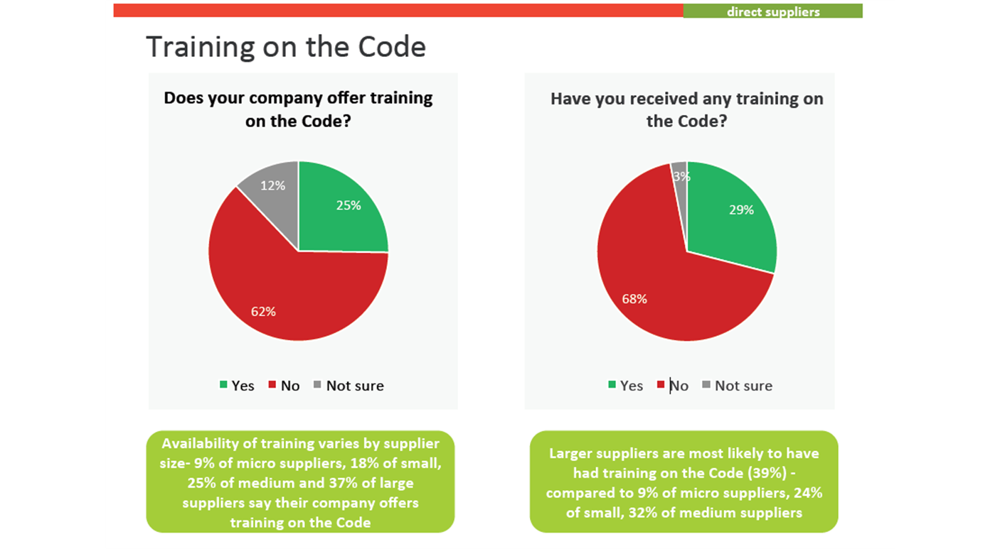 direct suppliers
Training on the Code
Does your company offer training
on the Code?
12%
25%
62%
Yes No Not sure
Availability of training varies by supplier
size- 9% of micro suppliers, 18% of small,
25% of medium and 37% of large
suppliers say their company offers
training on the Code
Have you received any training on
the Code?
3%
29%
68%
Yes No Not sure
Larger suppliers are most likely to have
had training on the Code (39%) -
compared to 9% of micro suppliers, 24%
of small, 32% of medium suppliers